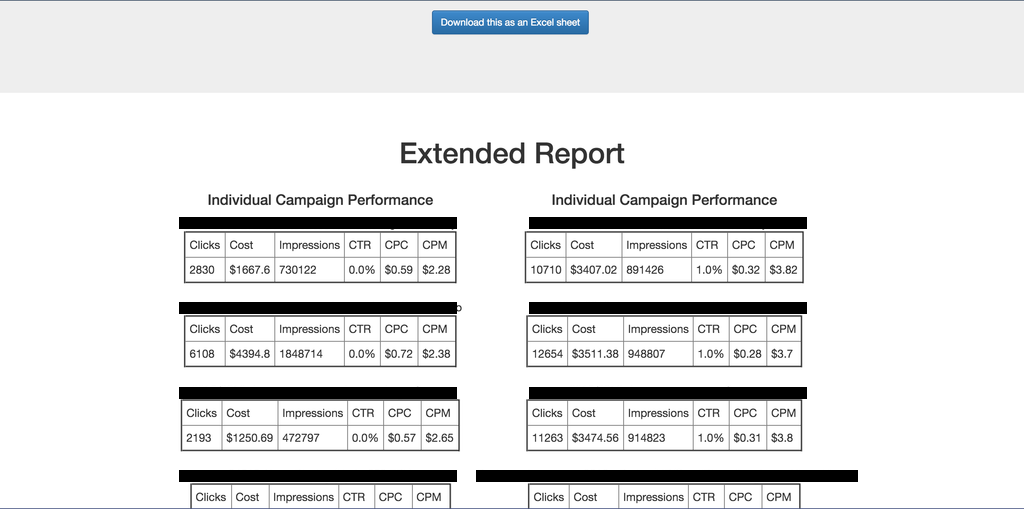 Download this as an Excel sheet
Extended Report
Individual Campaign Performance
Clicks Cost Impressions CTR CPC CPM
2830 $1667.6 730122 0.0% $0.59 $2.28
Clicks Cost Impressions CTR CPC CPM
6108 $4394.8 1848714 0.0% $0.72 $2.38
Clicks Cost Impressions CTR CPC CPM
2193 $1250.69 472797 0.0% $0.57 $2.65
Clicks Cost Impressions CTR CPC CPM
Individual Campaign Performance
Clicks Cost Impressions CTR CPC CPM
10710 $3407.02 891426 1.0% $0.32 $3.82
Clicks Cost Impressions CTR CPC CPM
12654 $3511.38 948807 1.0% $0.28 $3.7
Clicks Cost Impressions CTR CPC CPM
11263 $3474.56 914823 1.0% $0.31 $3.8
Clicks Cost Impressions CTR CPC CPM